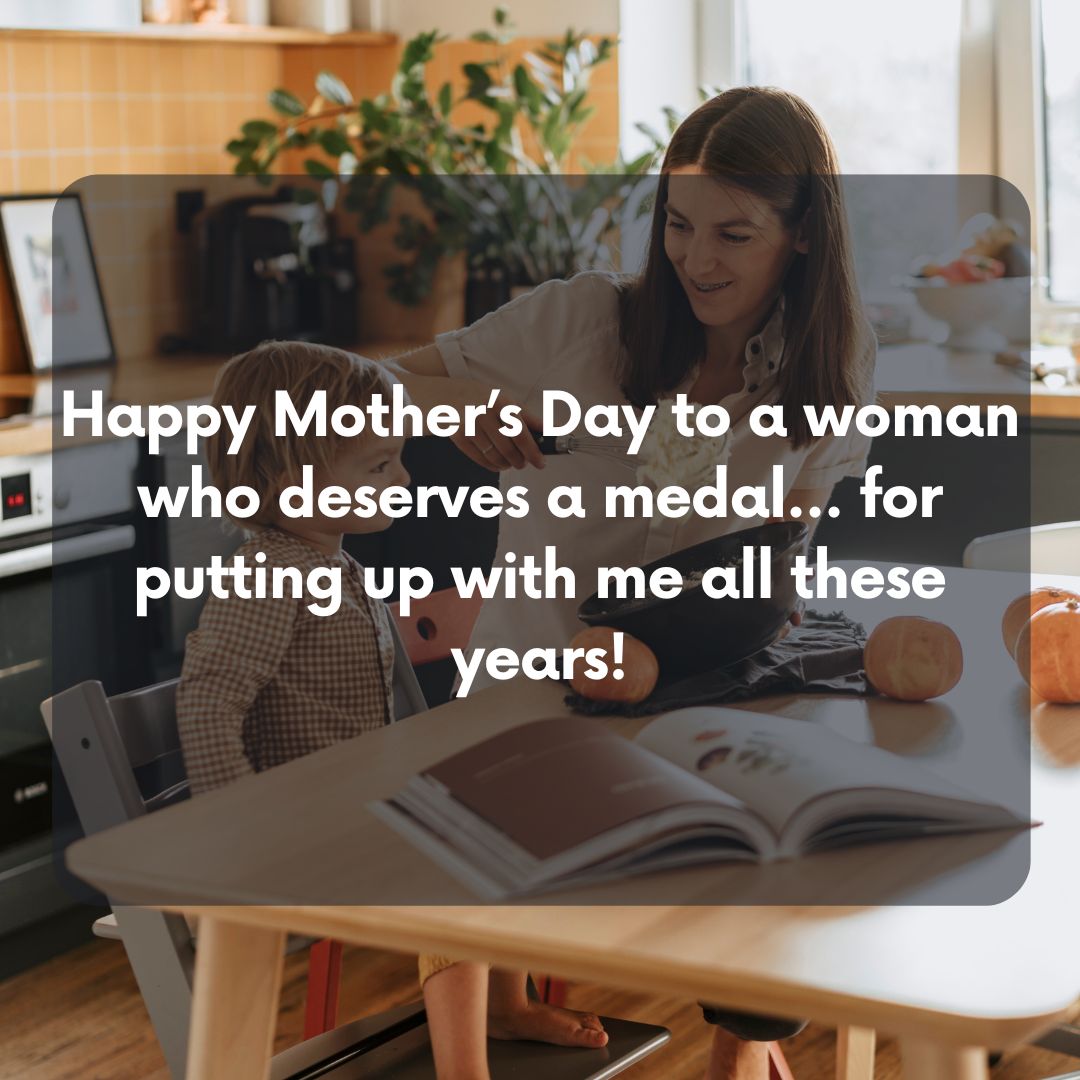 Happy Mother’s Day to a woman
who deserves a medal... for
putting up with me all these
years!